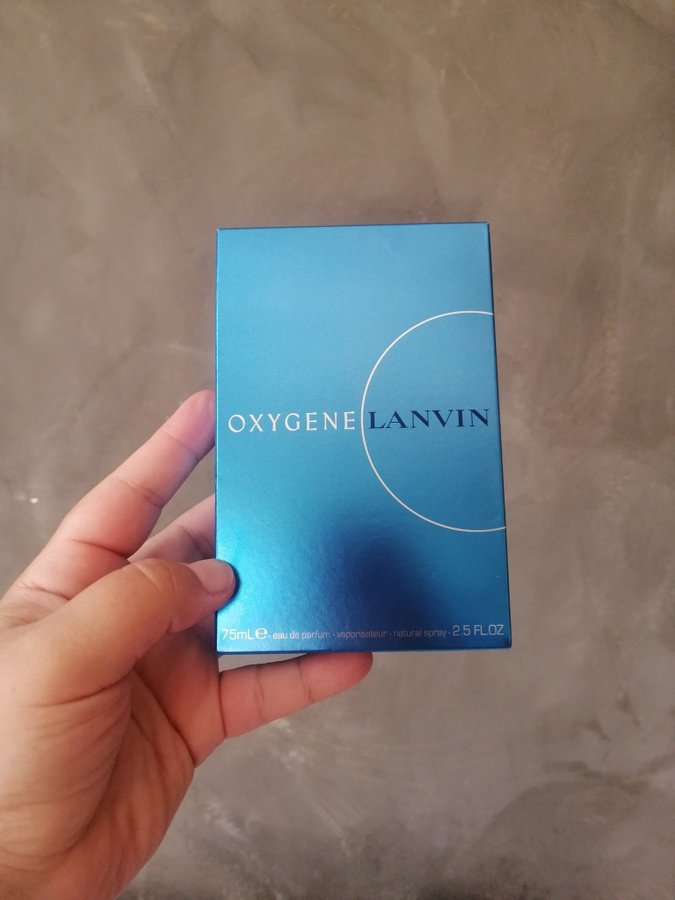 OXYGENE LANVIN
75mL e - eau de parfum - vaporisateur - natural spray - 2.5 FL.OZ